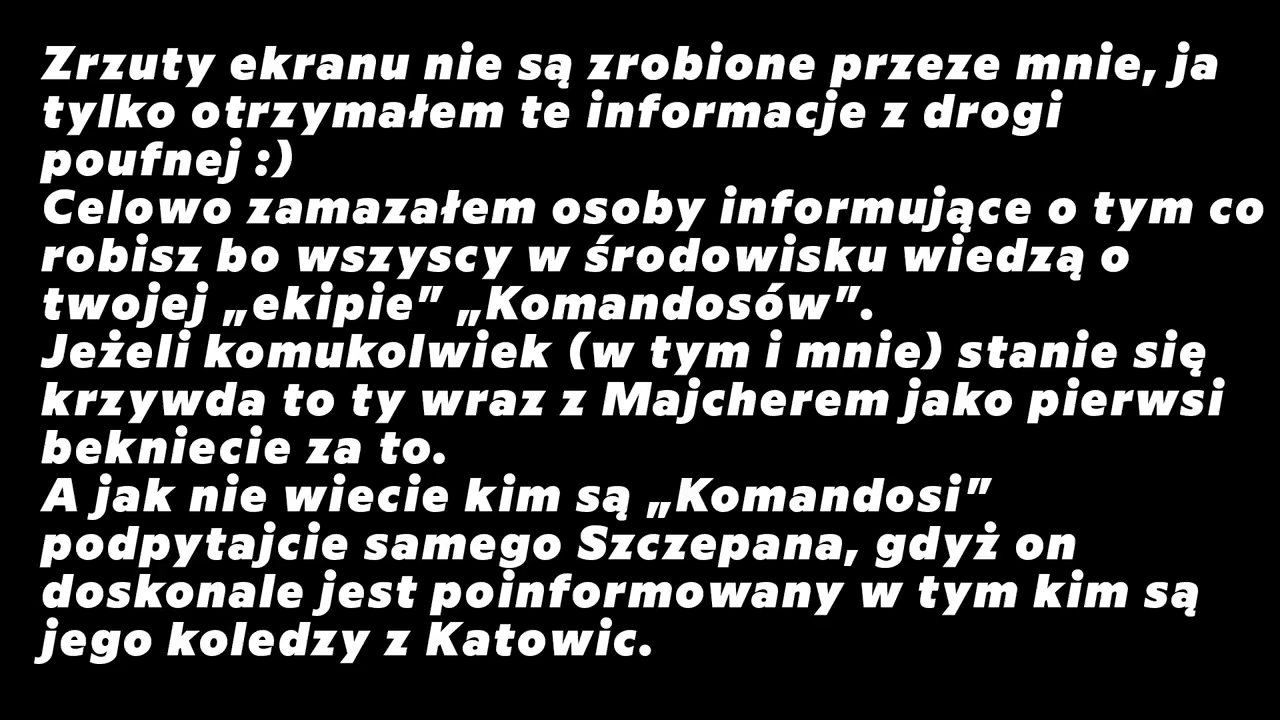 Zrzuty ekranu nie są zrobione przeze mnie, ja
tylko otrzymałem te informacje z drogi
poufnej :)
Celowo zamazałem osoby informujące o tym co
robisz bo wszyscy w środowisku wiedzą o
twojej „ekipie” „Komandosów”.
Jeżeli komukolwiek (w tym i mnie) stanie się
krzywda to ty wraz z Majcherem jako pierwsi
bekniecie za to.
A jak nie wiecie kim są „Komandosi”
podpytajcie samego Szczepana, gdyż on
doskonale jest poinformowany w tym kim są
jego koledzy z Katowic.